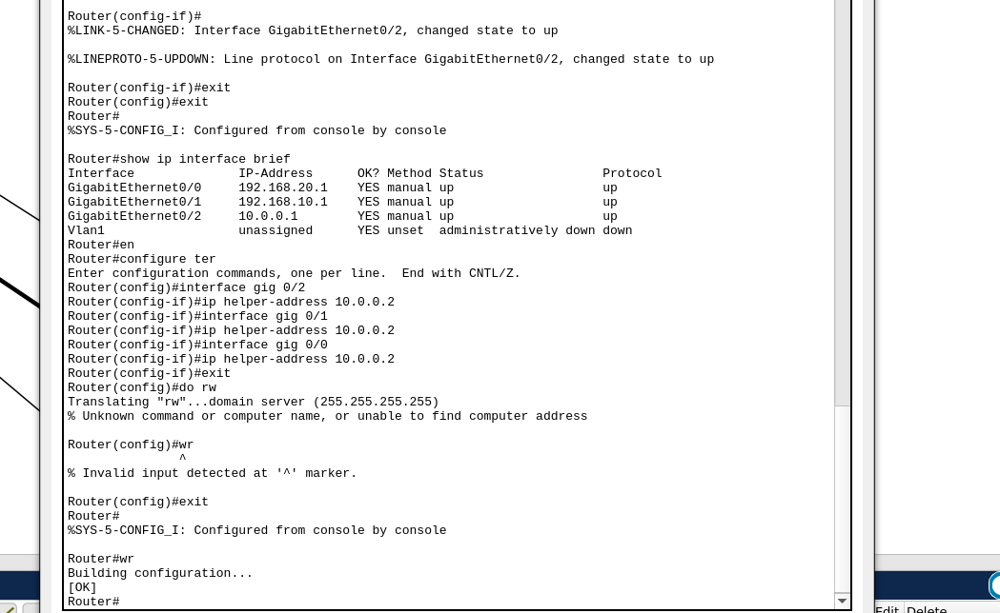 Router(config-if)#
%LINK-5-CHANGED: Interface GigabitEthernet0/2, changed state to up
%LINEPROTO-5-UPDOWN: Line protocol on Interface GigabitEthernet0/2, changed state to up
Router(config-if)#exit
Router(config)#exit
Router#
%SYS-5-CONFIG_I: Configured from console by console
Router#show ip interface brief
Interface              IP-Address      OK? Method Status                Protocol
GigabitEthernet0/0     192.168.20.1    YES manual up                    up
GigabitEthernet0/1     192.168.10.1    YES manual up                    up
GigabitEthernet0/2     10.0.0.1        YES manual up                    up
Vlan1                  unassigned      YES unset  administratively down down
Router#en
Router#configure ter
Enter configuration commands, one per line.  End with CNTL/Z.
Router(config)#interface gig 0/2
Router(config-if)#ip helper-address 10.0.0.2
Router(config-if)#interface gig 0/1
Router(config-if)#ip helper-address 10.0.0.2
Router(config-if)#interface gig 0/0
Router(config-if)#ip helper-address 10.0.0.2
Router(config-if)#exit
Router(config)#do rw
Translating "rw"...domain server (255.255.255.255)
% Unknown command or computer name, or unable to find computer address
Router(config)#wr
^
% Invalid input detected at '^' marker.
Router(config)#exit
Router#
%SYS-5-CONFIG_I: Configured from console by console
Router#wr
Building configuration...
[OK]
Router#
Edit Delete